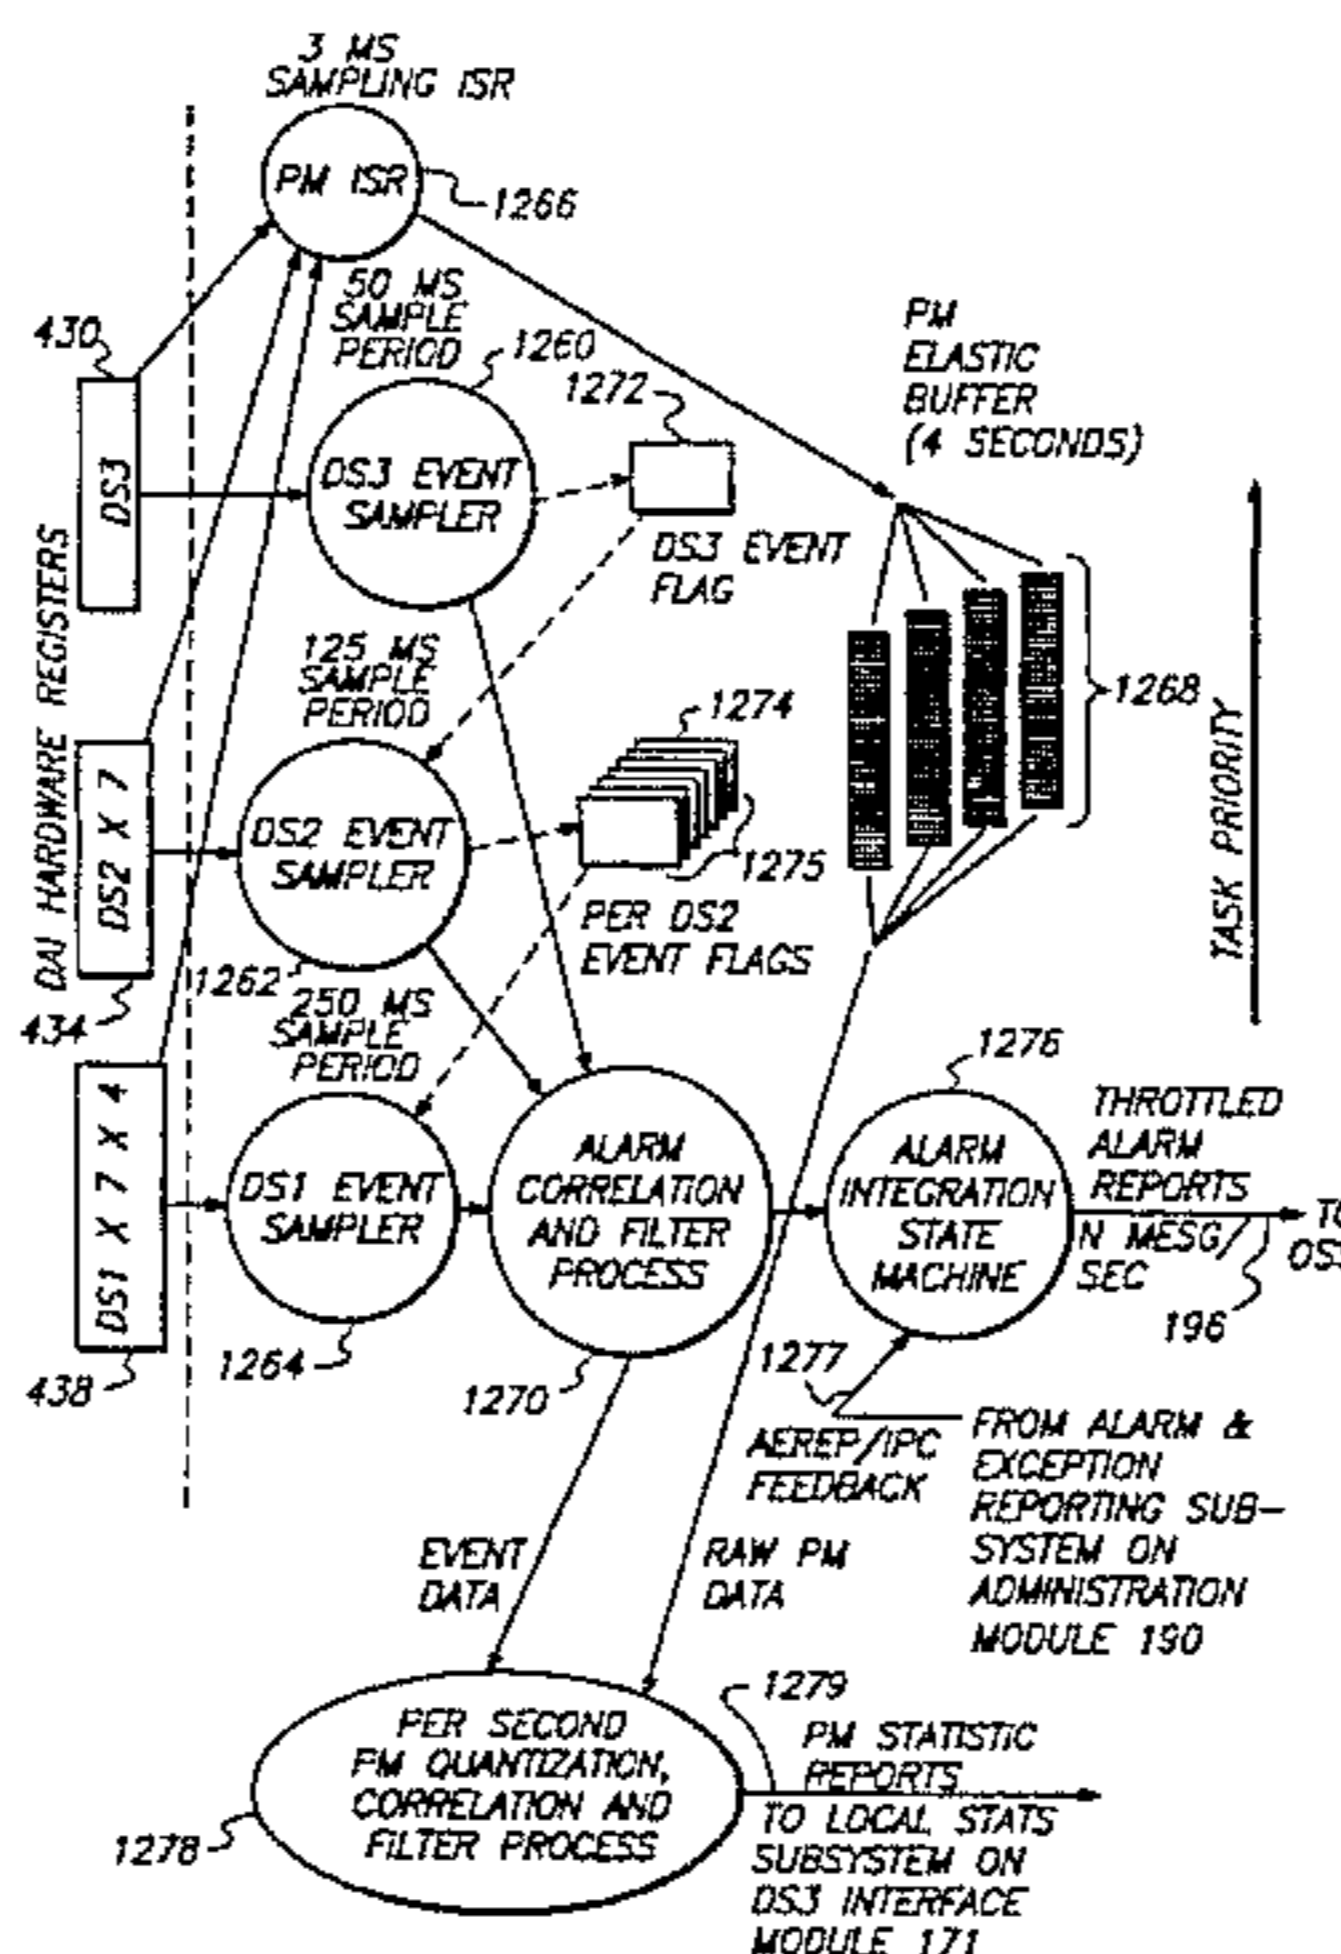 3 MS
SAMPLING ISR
PM ISR
1266
50 MS
SAMPLE
PERIOD
430
1260
1272
PM
ELASTIC
BUFFER
(4 SECONDS)
DS3
DS3 EVENT
SAMPLER
DS3 EVENT
FLAG
DAI HARDWARE REGISTERS
125 MS
SAMPLE
PERIOD
1268
TASK PRIORITY
1274
DS2 X 7
DS2 EVENT
SAMPLER
1275
PER DS2
EVENT FLAGS
1262
434
250 MS
SAMPLE
PERIOD
1276
DS1 X 7 X 4
DS1 EVENT
SAMPLER
ALARM
CORRELATION
AND FILTER
PROCESS
ALARM
INTEGRATION
STATE
MACHINE
THROTTLED
ALARM
REPORTS
N MESG/
SEC
TO
196
1264
438
1270
1277
AEREP/IPC
FEEDBACK
FROM ALARM &
EXCEPTION
REPORTING SUB-
SYSTEM ON
ADMINISTRATION
MODULE 190
EVENT
DATA
RAW PM
DATA
1279
PER SECOND
PM QUANTIZATION,
CORRELATION AND
FILTER PROCESS
1278
PM STATISTIC
REPORTS
TO LOCAL STATS
SUBSYSTEM ON
DS3 INTERFACE
MODULE 171